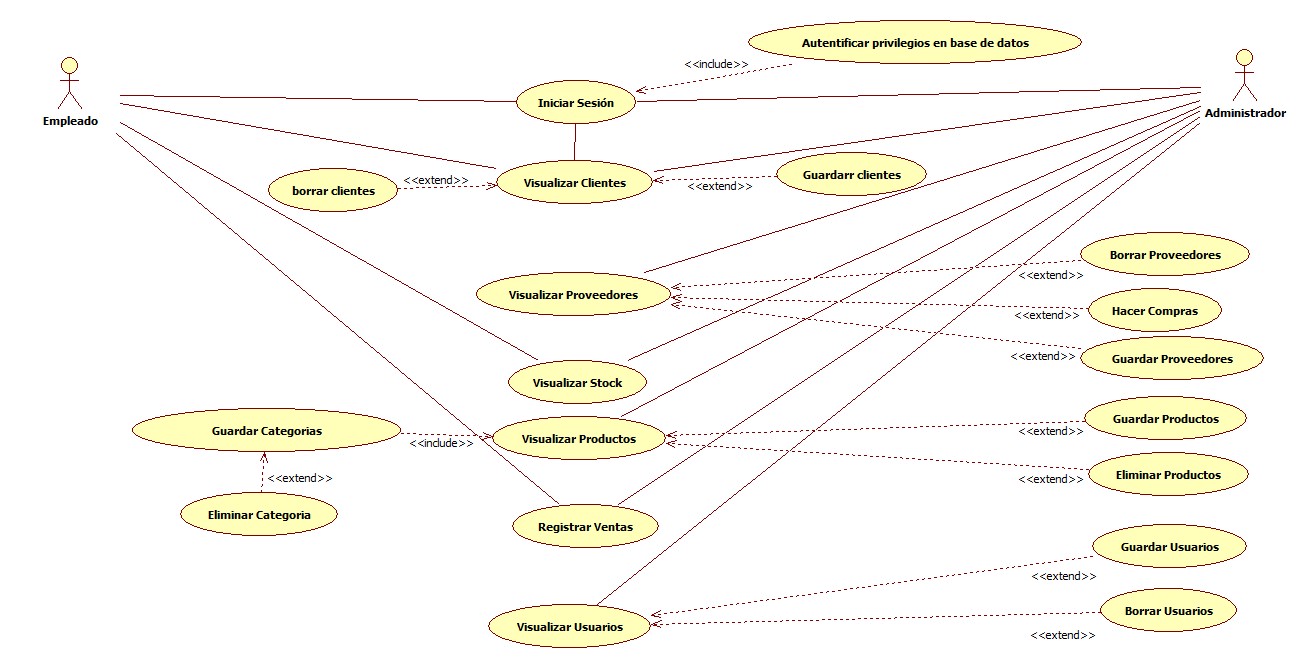 Autentificar privilegios en base de datos
<<include>>
Empleado
Iniciar Sesión
Administrador
borrar clientes
<<extend>>
Visualizar Clientes
<<extend>>
Guardarr clientes
Visualizar Proveedores
Borrar Proveedores
<<extend>>
Hacer Compras
<<extend>>
Guardar Proveedores
<<extend>>
Visualizar Stock
Guardar Categorias
<<include>>
Visualizar Productos
Guardar Productos
<<extend>>
Eliminar Productos
<<extend>>
<<extend>>
Eliminar Categoria
Registrar Ventas
Guardar Usuarios
<<extend>>
Visualizar Usuarios
Borrar Usuarios
<<extend>>